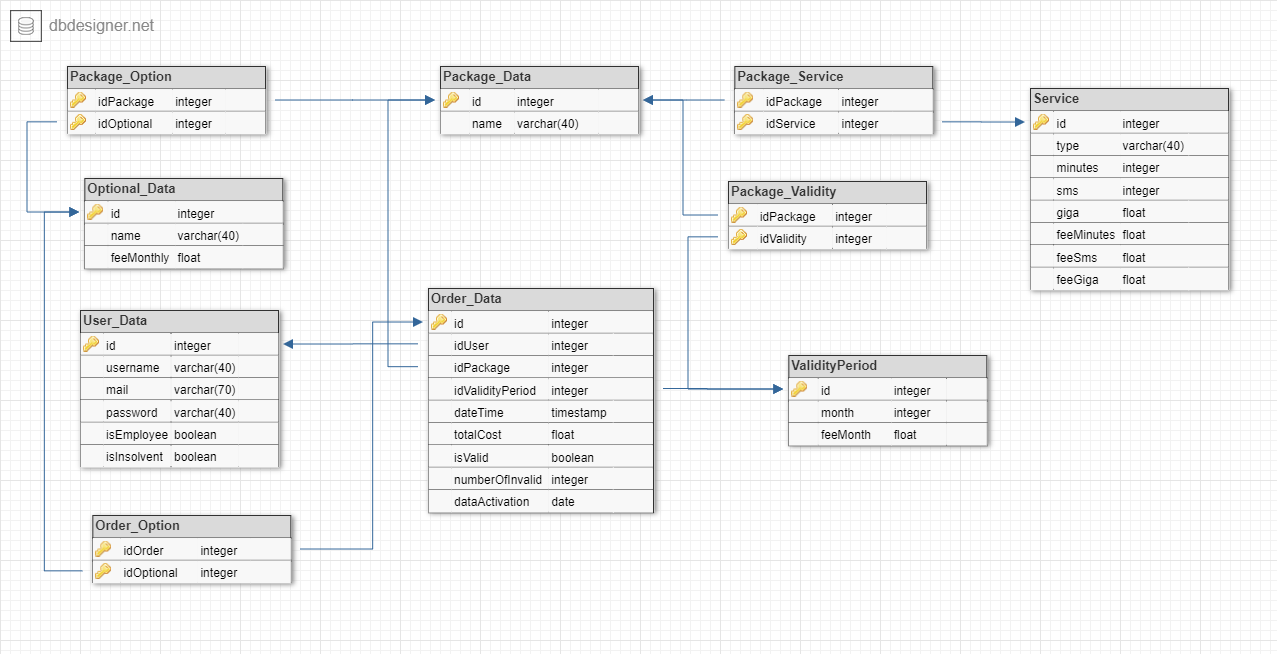 dbdesigner.net
Package_Option
idPackage integer
idOptional integer
Package_Data
id integer
name varchar(40)
Package_Service
idPackage integer
idService integer
Service
id integer
type varchar(40)
minutes integer
sms integer
giga float
feeMinutes float
feeSms float
feeGiga float
Optional_Data
id integer
name varchar(40)
feeMonthly float
Package_Validity
idPackage integer
idValidity integer
User_Data
id integer
username varchar(40)
mail varchar(70)
password varchar(40)
isEmployee boolean
isInsolvent boolean
Order_Data
id integer
idUser integer
idPackage integer
idValidityPeriod integer
dateTime timestamp
totalCost float
isValid boolean
numberOfInvalid integer
dataActivation date
ValidityPeriod
id integer
month integer
feeMonth float
Order_Option
idOrder integer
idOptional integer